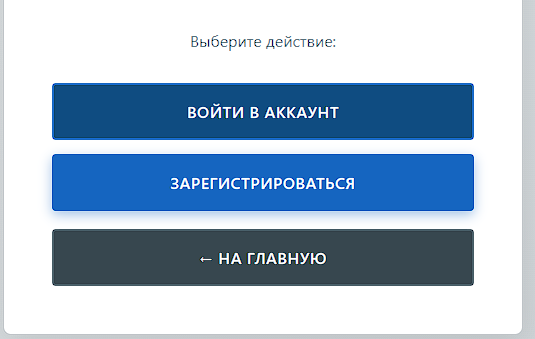 Выберите действие:
ВОЙТИ В АККАУНТ
ЗАРЕГИСТРИРОВАТЬСЯ
← НА ГЛАВНУЮ